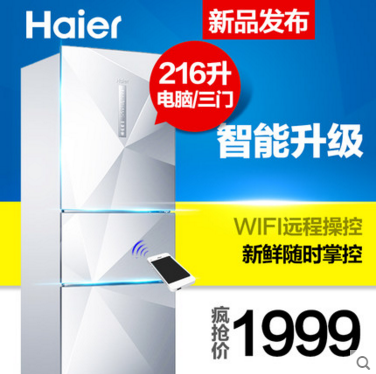 Haier
新品发布
216升
电脑/三门
智能升级
WIFI远程操控
新鲜随时掌控
疯抢价
1999